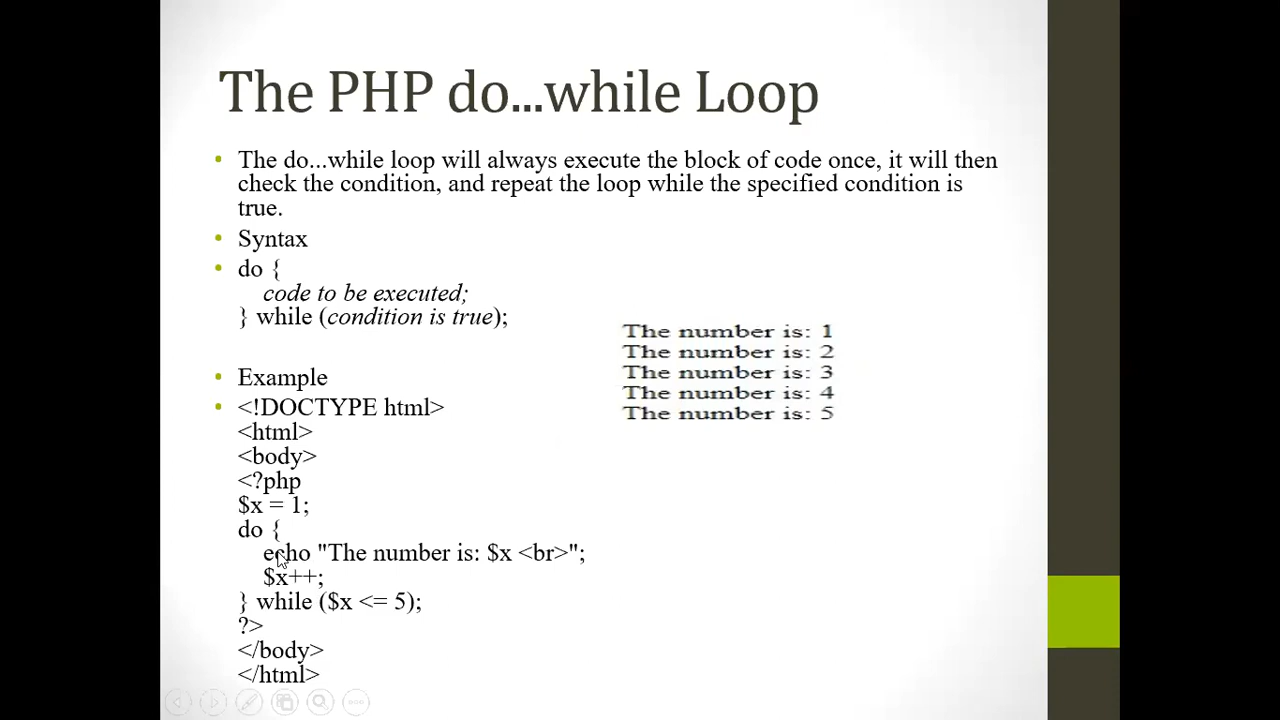 The PHP do...while Loop
The do...while loop will always execute the block of code once, it will then
check the condition, and repeat the loop while the specified condition is
true.
Syntax
do {
code to be executed;
} while (condition is true);
The number is: 1
The number is: 2
The number is: 3
The number is: 4
The number is: 5
Example
<!DOCTYPE html>
<html>
<body>
<?php
$x = 1;
do {
echo "The number is: $x <br>";
$x++;
} while ($x <= 5);
?>
</body>
</html>